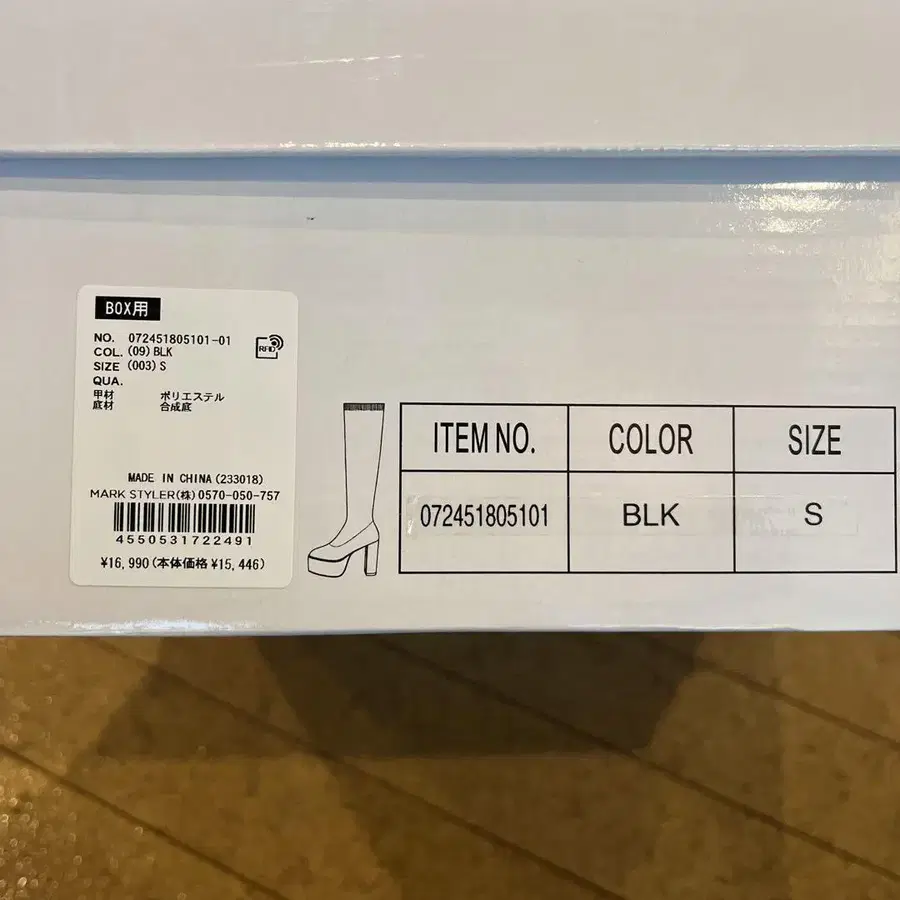 BOX用
NO. 072451805101-01
COL. (09) BLK
RFID
SIZE (003) S
QUA.
甲材 ポリエステル
底材 合成底
MADE IN CHINA (233018)
MARK STYLER(株) 0570-050-757
4550531722491
¥16,990 (本体価格 ¥15,446)
ITEM NO. COLOR SIZE
072451805101 BLK S